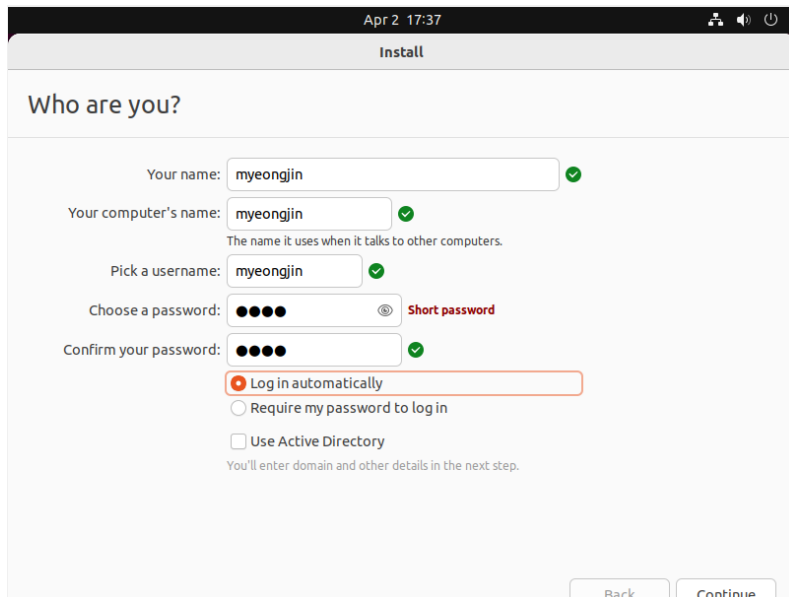 Apr 2 17:37
Install
Who are you?
Your name: myeongjin
Your computer's name: myeongjin
The name it uses when it talks to other computers.
Pick a username: myeongjin
Choose a password: ●●●● Short password
Confirm your password: ●●●●
Log in automatically
Require my password to log in
Use Active Directory
You'll enter domain and other details in the next step.
Back Continue